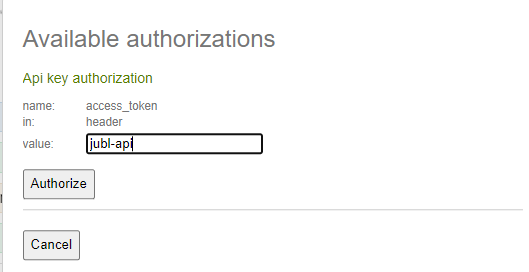 Available authorizations
Api key authorization
name: access_token
in: header
value: jubl-api
Authorize
Cancel